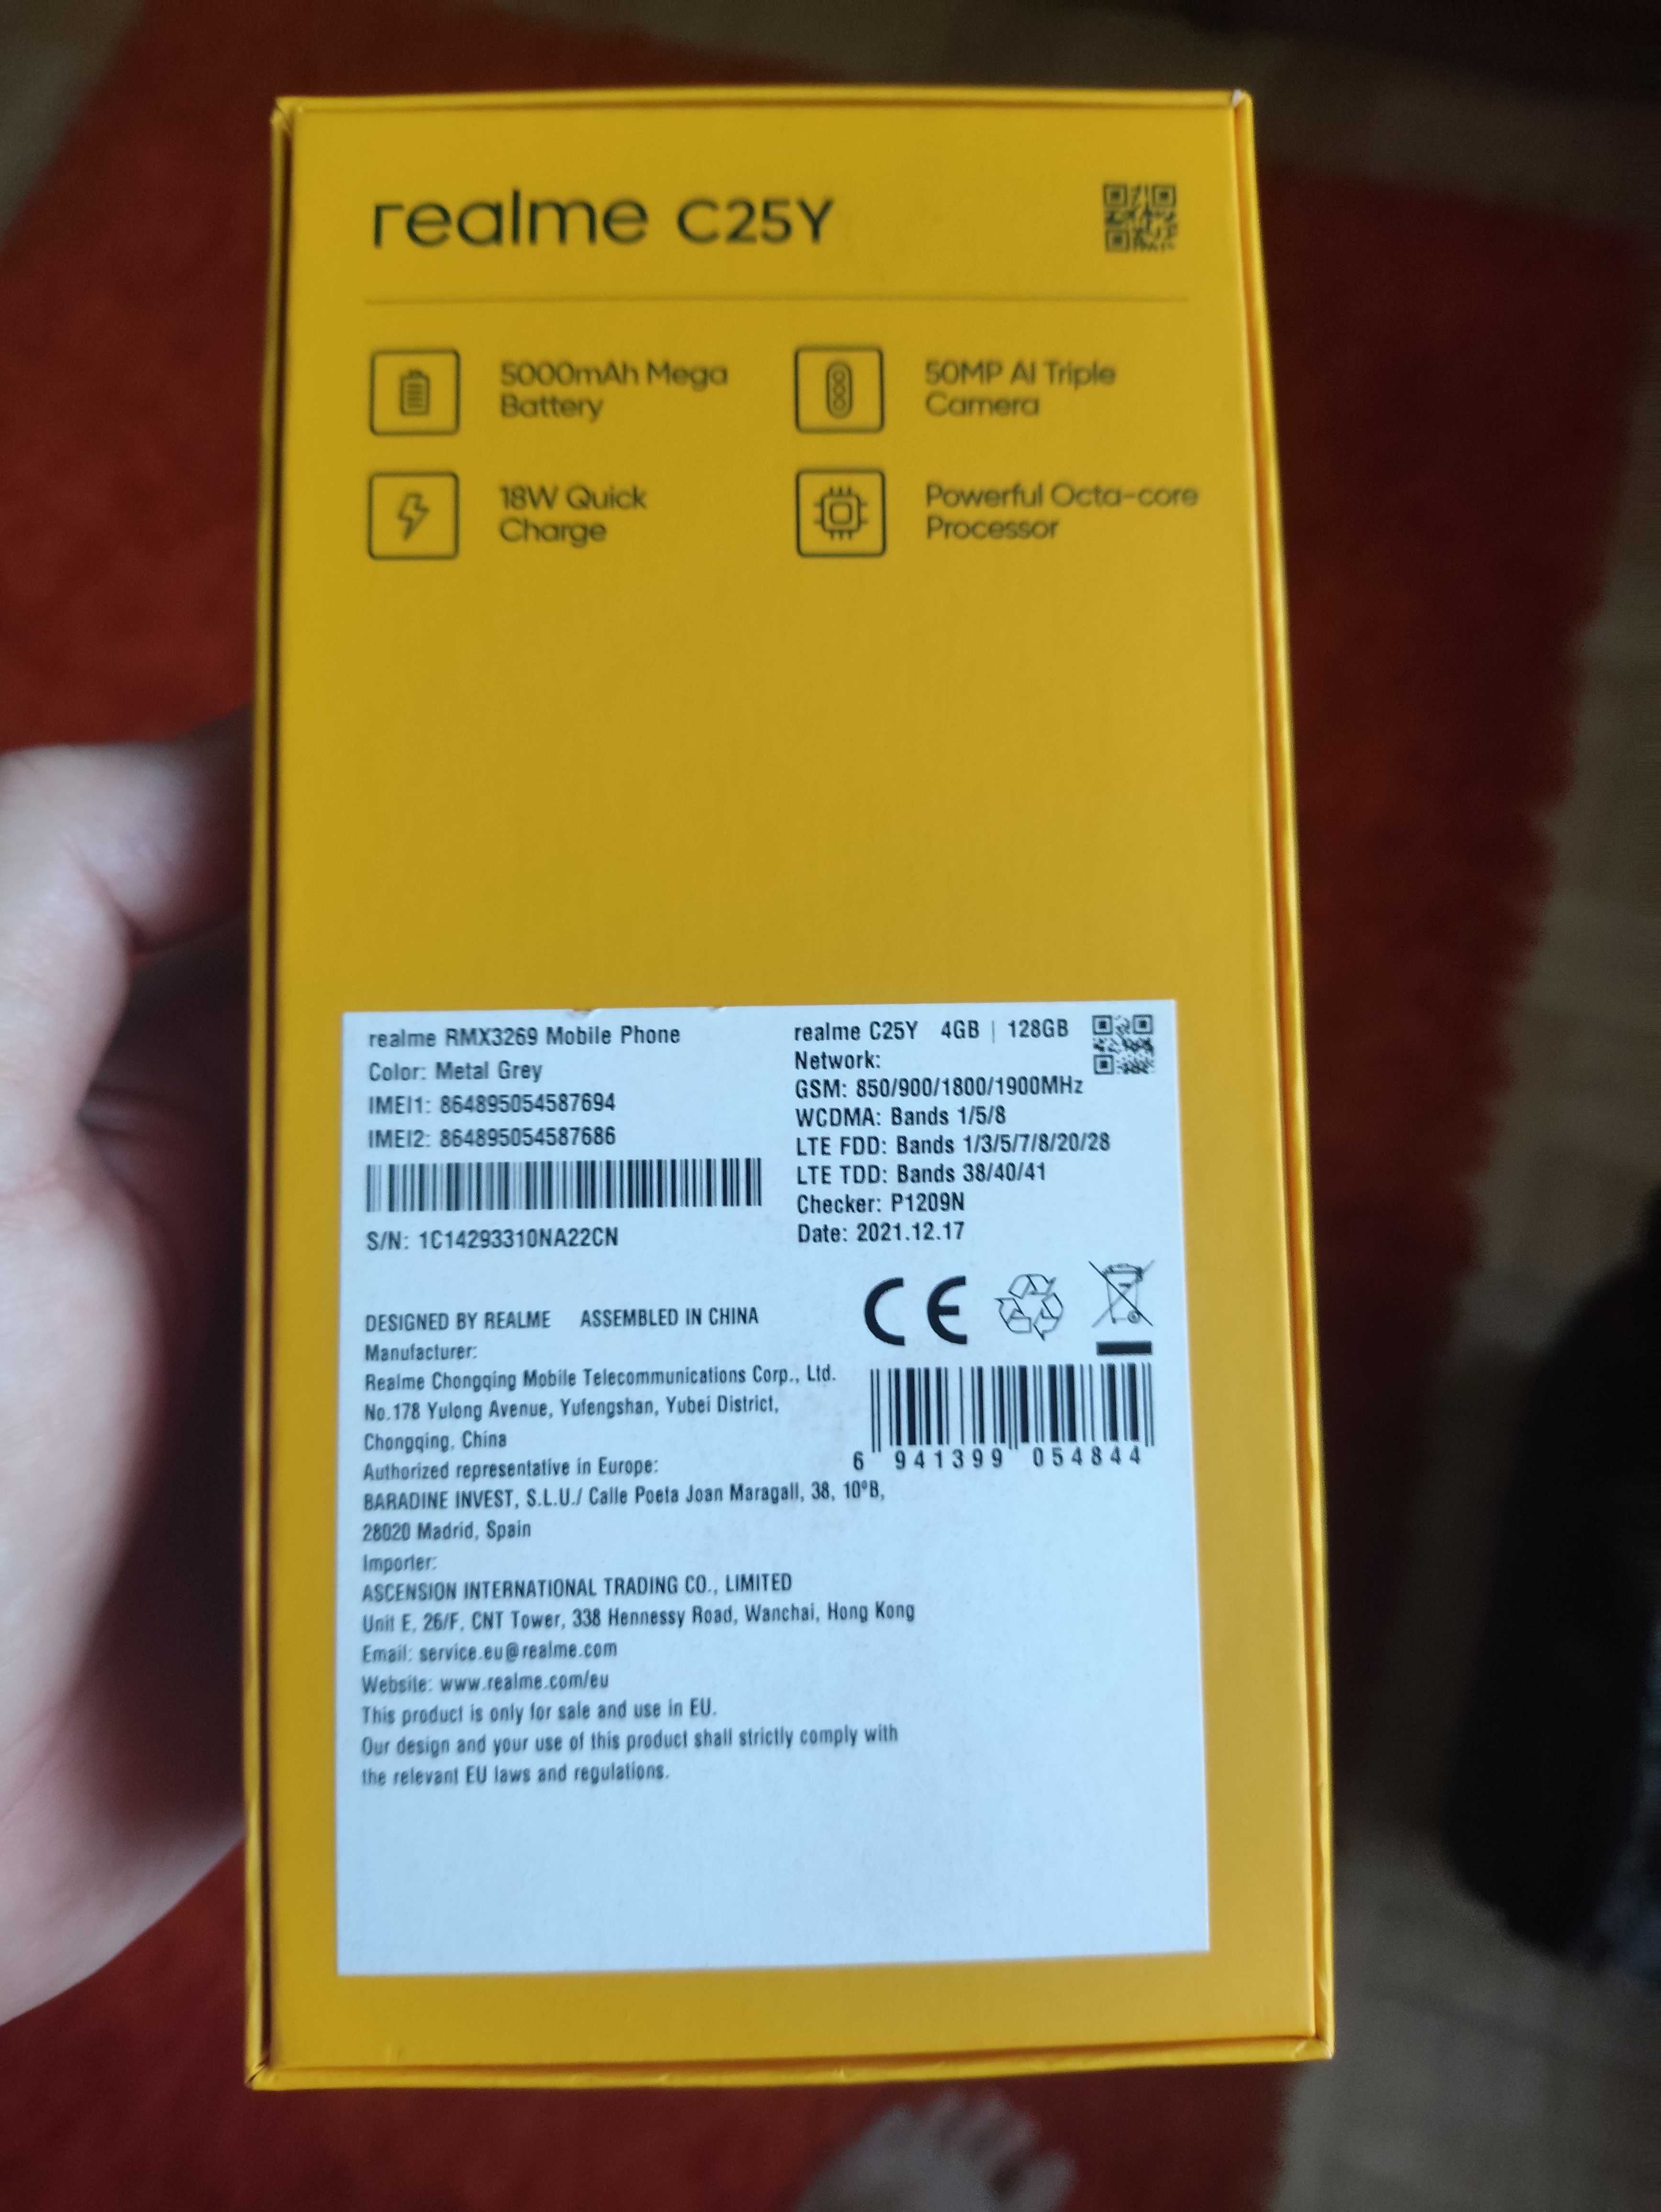 realme C25Y
5000mAh Mega
Battery
50MP AI Triple
Camera
18W Quick
Charge
Powerful Octa-core
Processor
realme RMX3269 Mobile Phone
Color: Metal Grey
IMEI1: 864895054587694
IMEI2: 864895054587686
S/N: 1C14293310NA22CN
realme C25Y 4GB | 128GB
Network:
GSM: 850/900/1800/1900MHz
WCDMA: Bands 1/5/8
LTE FDD: Bands 1/3/5/7/8/20/28
LTE TDD: Bands 38/40/41
Checker: P1209N
Date: 2021.12.17
CE
DESIGNED BY REALME ASSEMBLED IN CHINA
Manufacturer:
Realme Chongqing Mobile Telecommunications Corp., Ltd.
No.178 Yulong Avenue, Yufengshan, Yubei District,
Chongqing, China
6 941399 054844
Authorized representative in Europe:
BARADINE INVEST, S.L.U./ Calle Poeta Joan Maragall, 38, 10ºB,
28020 Madrid, Spain
Importer:
ASCENSION INTERNATIONAL TRADING CO., LIMITED
Unit E, 26/F, CNT Tower, 338 Hennessy Road, Wanchai, Hong Kong
Email: service.eu@realme.com
Website: www.realme.com/eu
This product is only for sale and use in EU.
Our design and your use of this product shall strictly comply with
the relevant EU laws and regulations.